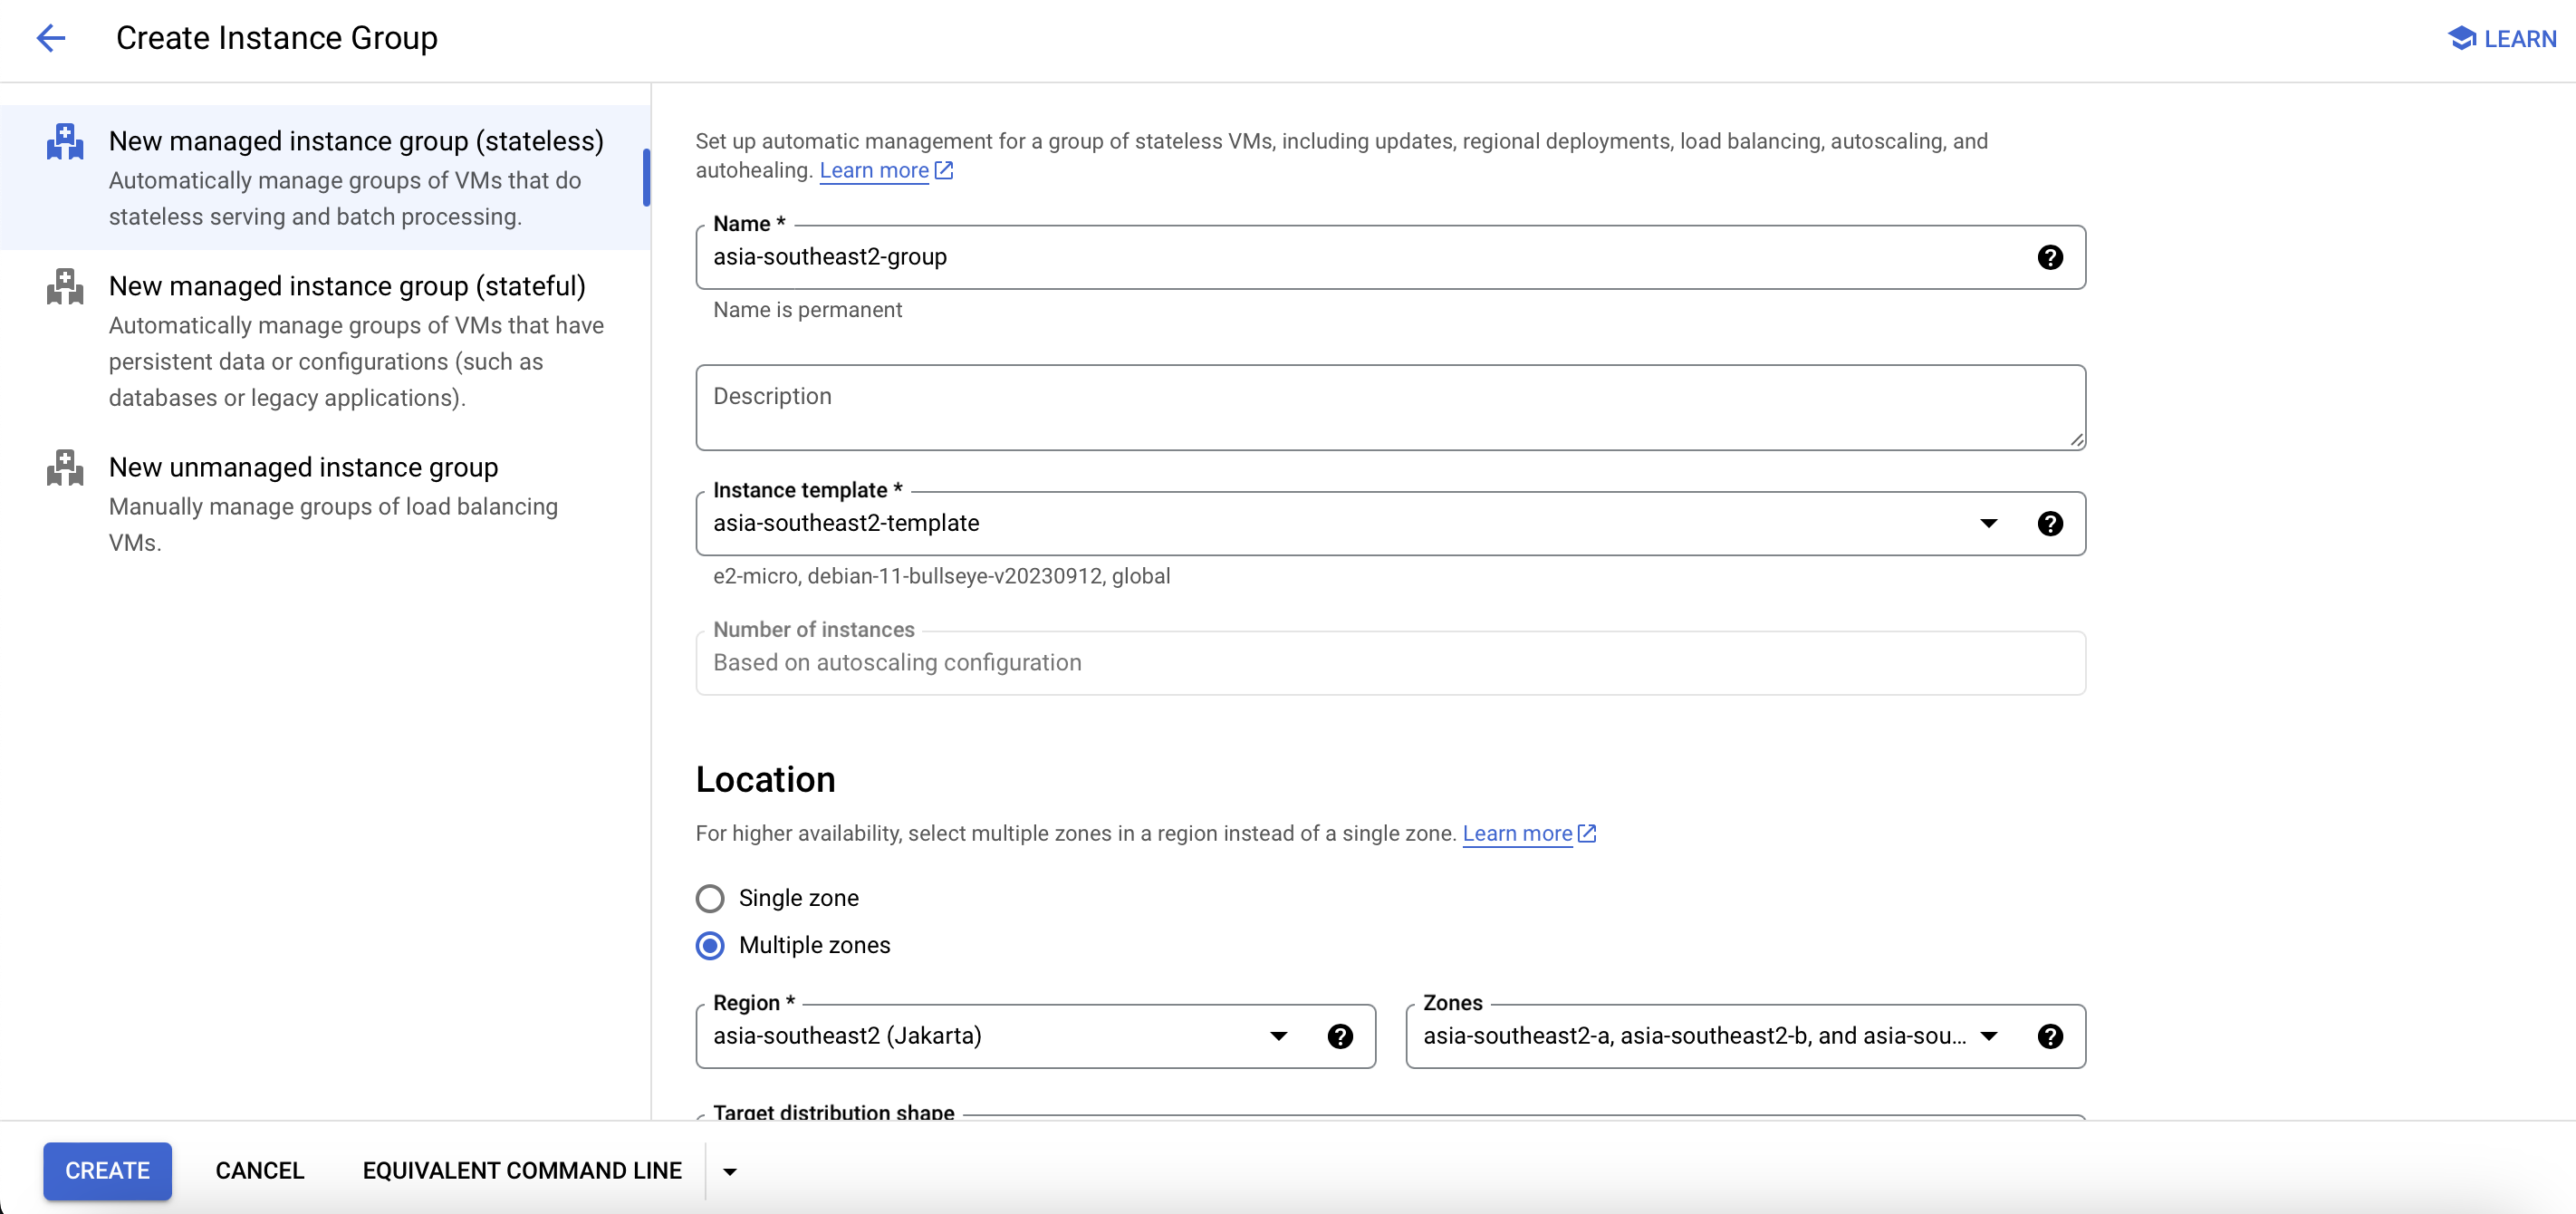 Create Instance Group
LEARN
New managed instance group (stateless)
Automatically manage groups of VMs that do
stateless serving and batch processing.
New managed instance group (stateful)
Automatically manage groups of VMs that have
persistent data or configurations (such as
databases or legacy applications).
New unmanaged instance group
Manually manage groups of load balancing
VMs.
Set up automatic management for a group of stateless VMs, including updates, regional deployments, load balancing, autoscaling, and
autohealing. Learn more
Name *
asia-southeast2-group
Name is permanent
Description
Instance template *
asia-southeast2-template
e2-micro, debian-11-bullseye-v20230912, global
Number of instances
Based on autoscaling configuration
Location
For higher availability, select multiple zones in a region instead of a single zone. Learn more
Single zone
Multiple zones
Region *
asia-southeast2 (Jakarta)
Zones
asia-southeast2-a, asia-southeast2-b, and asia-sou...
Target distribution shape
CREATE
CANCEL
EQUIVALENT COMMAND LINE